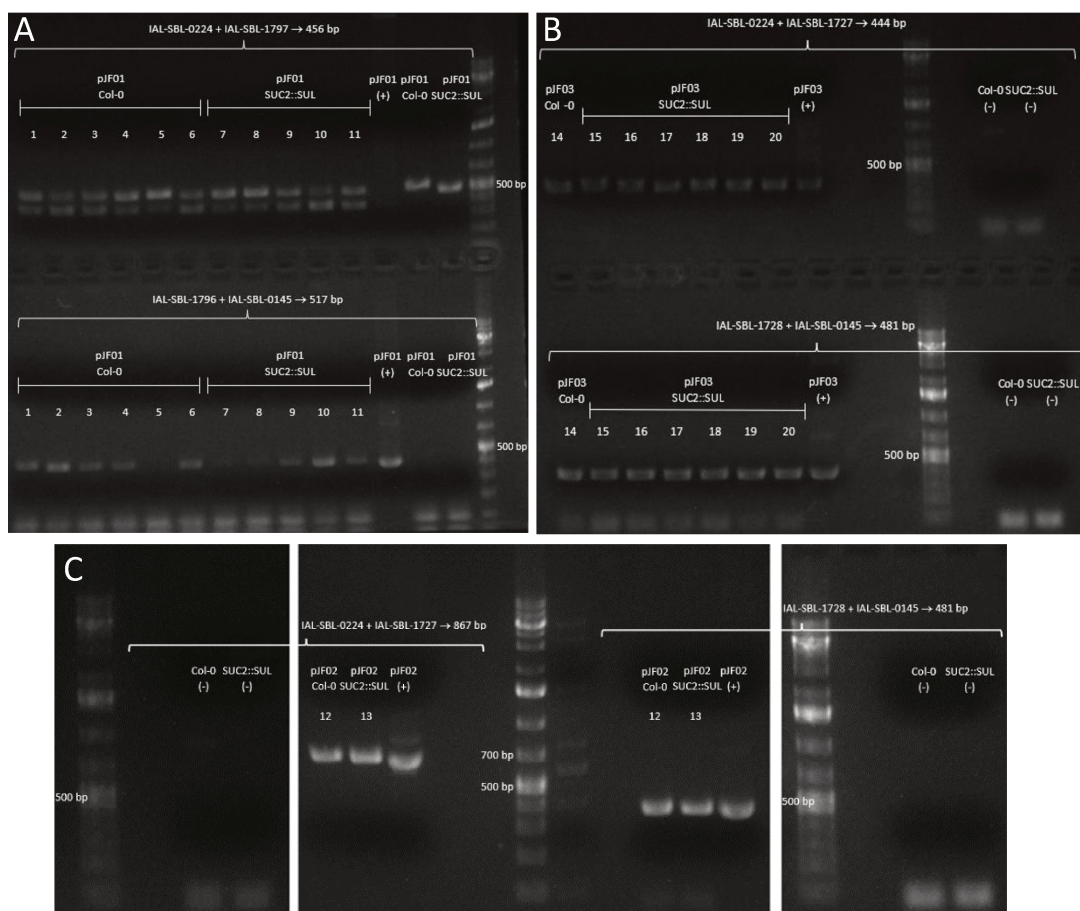 A
IAL-SBL-0224 + IAL-SBL-1797 → 456 bp
pJF01 pJF01 pJF01 pJF01 pJF01
Col-0 SUC2::SUL (+) Col-0 SUC2::SUL
1 2 3 4 5 6 7 8 9 10 11
500 bp
IAL-SBL-1796 + IAL-SBL-0145 → 517 bp
pJF01 pJF01 pJF01 pJF01 pJF01
Col-0 SUC2::SUL (+) Col-0 SUC2::SUL
1 2 3 4 5 6 7 8 9 10 11
500 bp
B
IAL-SBL-0224 + IAL-SBL-1727 → 444 bp
pJF03 pJF03 pJF03 Col-0 SUC2::SUL
Col -0 SUC2::SUL (+) (-) (-)
14 15 16 17 18 19 20
500 bp
IAL-SBL-1728 + IAL-SBL-0145 → 481 bp
pJF03 pJF03 pJF03 Col-0 SUC2::SUL
Col-0 SUC2::SUL (+) (-) (-)
14 15 16 17 18 19 20
500 bp
C
Col-0 SUC2::SUL
(-) (-)
500 bp
IAL-SBL-0224 + IAL-SBL-1727 → 867 bp
pJF02 pJF02 pJF02
Col-0 SUC2::SUL (+)
12 13
700 bp
500 bp
pJF02 pJF02 pJF02
Col-0 SUC2::SUL (+)
12 13
IAL-SBL-1728 + IAL-SBL-0145 → 481 bp
Col-0 SUC2::SUL
(-) (-)
500 bp